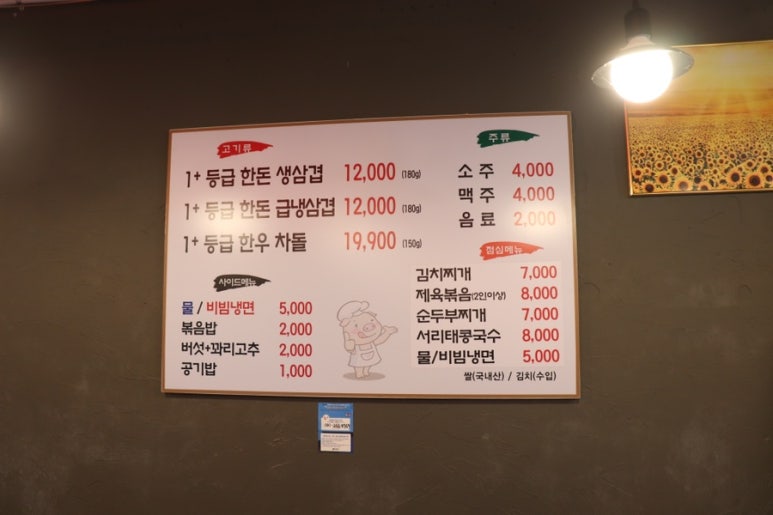 고기류
1+ 등급 한돈 생삼겹 12,000 (180g)
1+ 등급 한돈 급냉삼겹 12,000 (180g)
1+ 등급 한우 차돌 19,900 (150g)
주류
소주 4,000
맥주 4,000
음료 2,000
사이드메뉴
물 / 비빔냉면 5,000
볶음밥 2,000
버섯+꽈리고추 2,000
공기밥 1,000
점심메뉴
김치찌개 7,000
제육볶음(2인이상) 8,000
순두부찌개 7,000
서리태콩국수 8,000
물/비빔냉면 5,000
쌀(국내산) / 김치(수입)